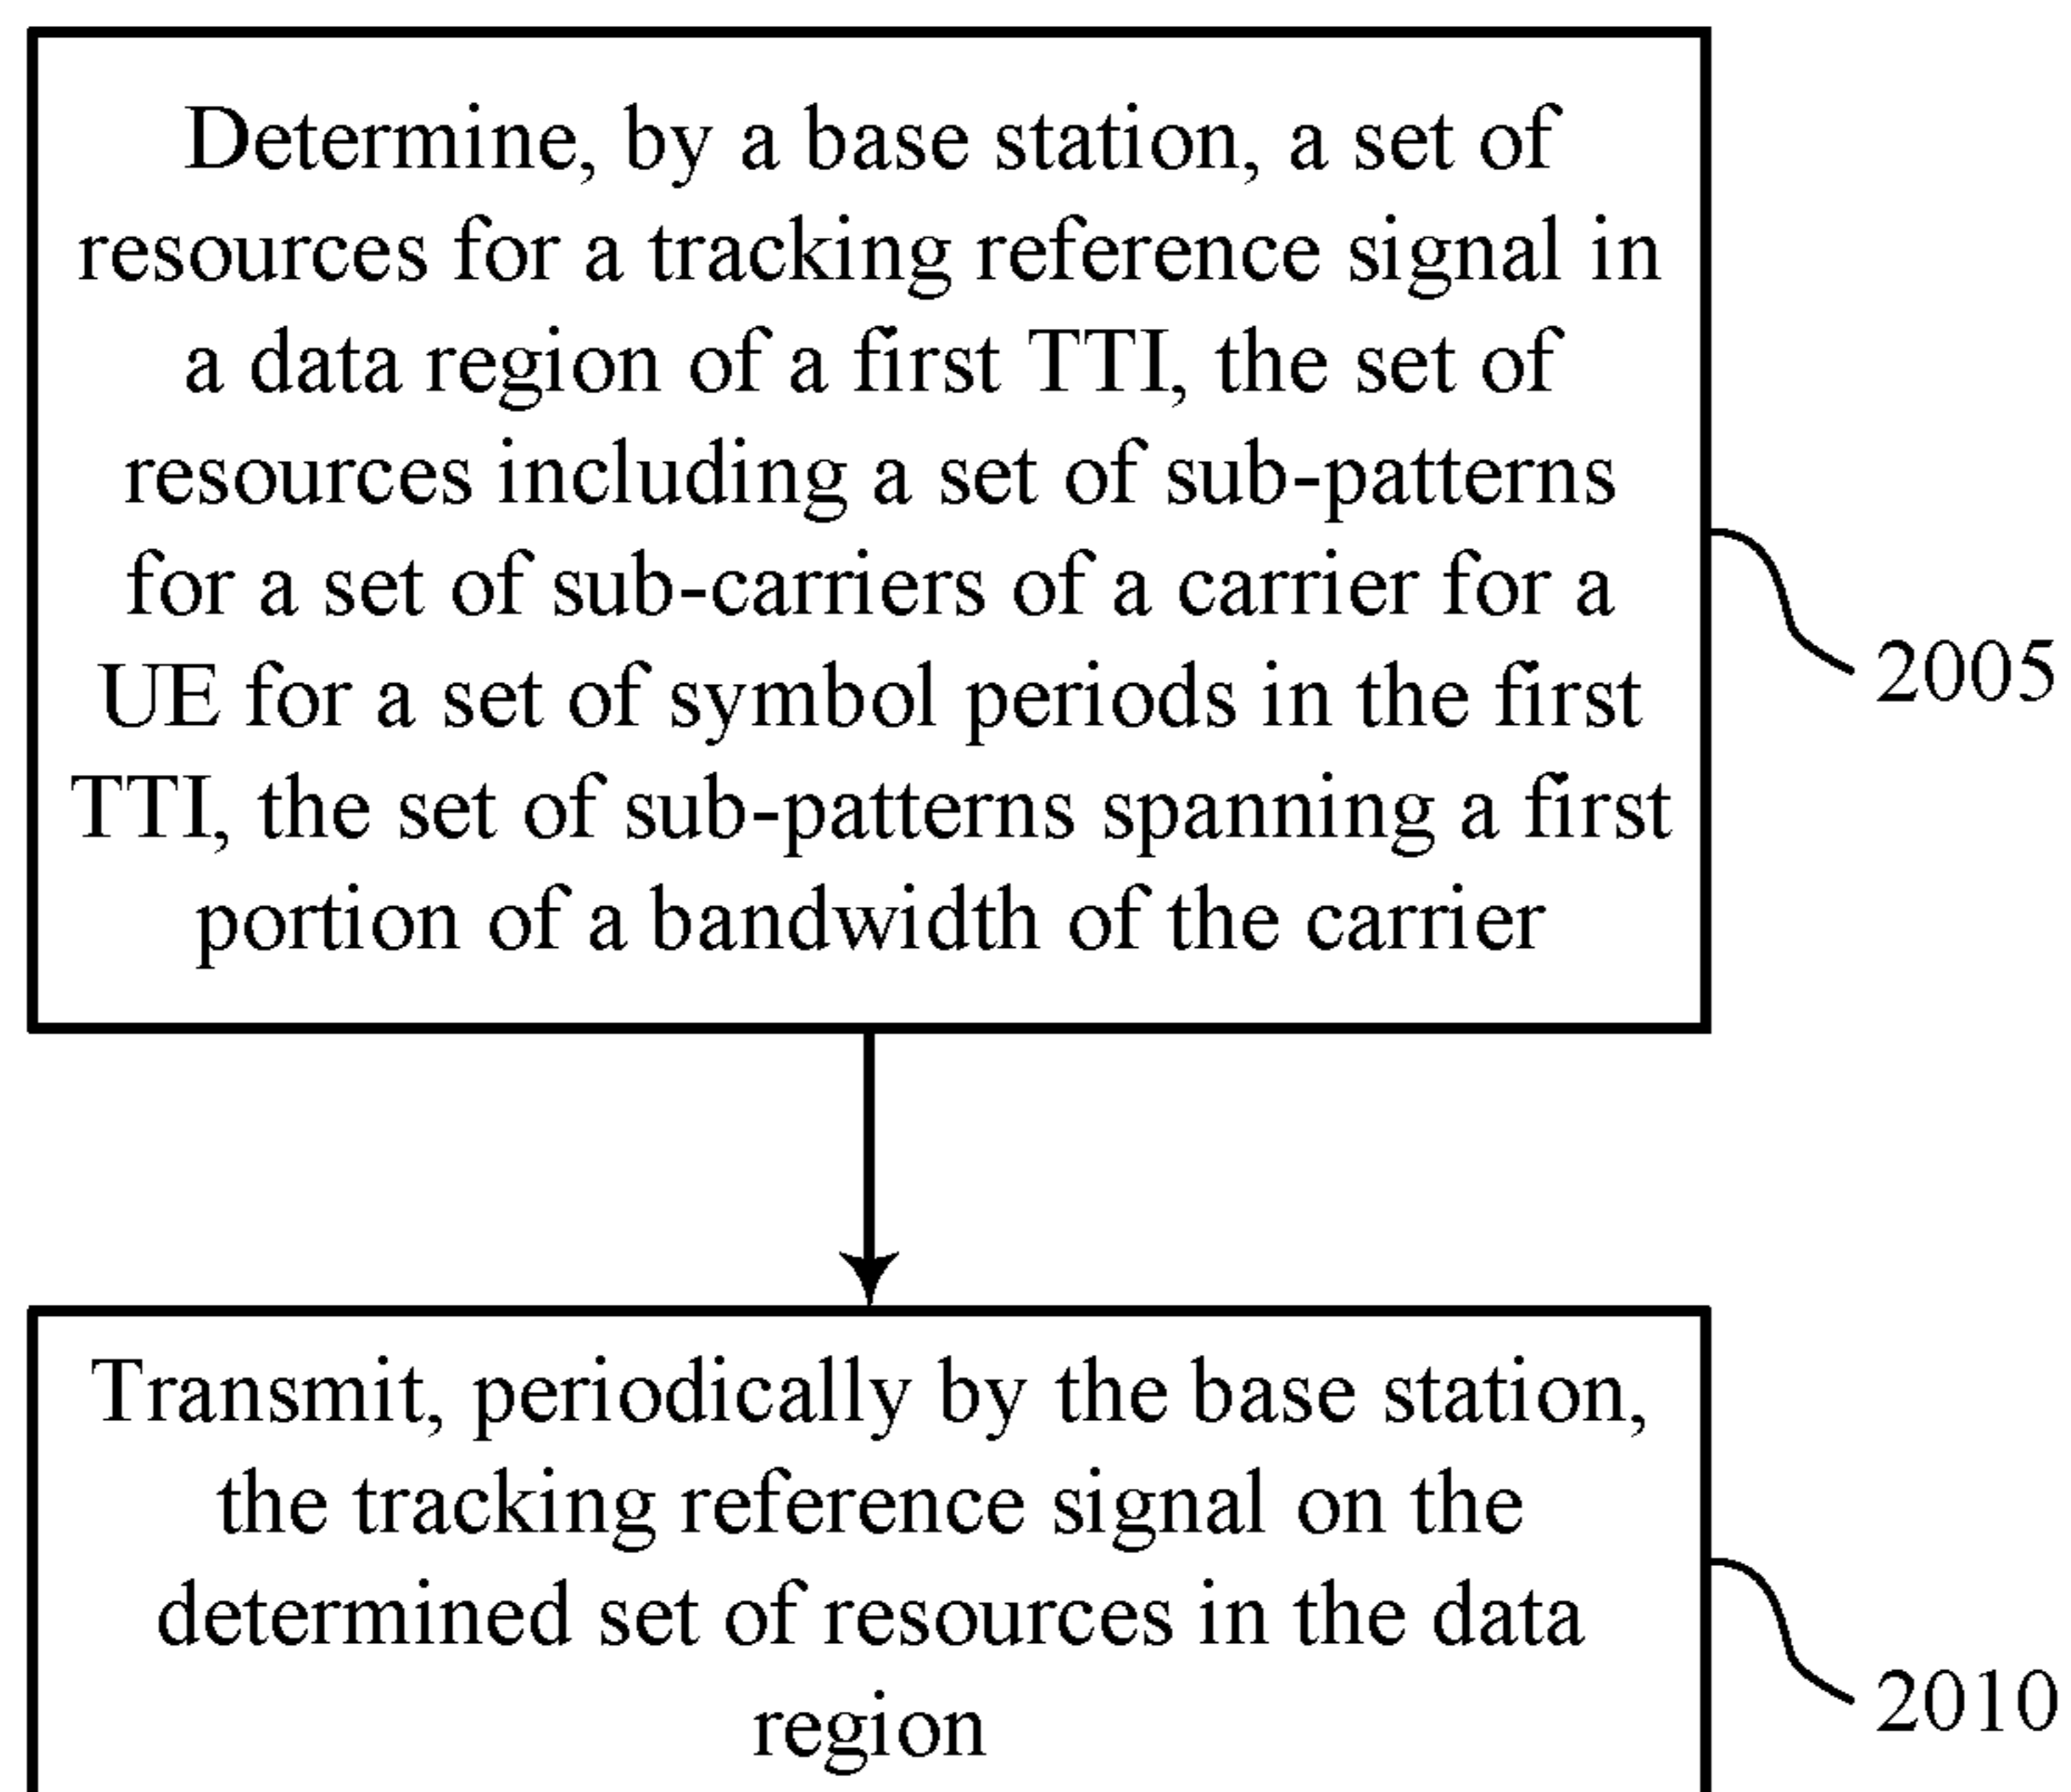 Determine, by a base station, a set of
resources for a tracking reference signal in
a data region of a first TTI, the set of
resources including a set of sub-patterns
for a set of sub-carriers of a carrier for a
UE for a set of symbol periods in the first
TTI, the set of sub-patterns spanning a first
portion of a bandwidth of the carrier
2005
Transmit, periodically by the base station,
the tracking reference signal on the
determined set of resources in the data
region
2010